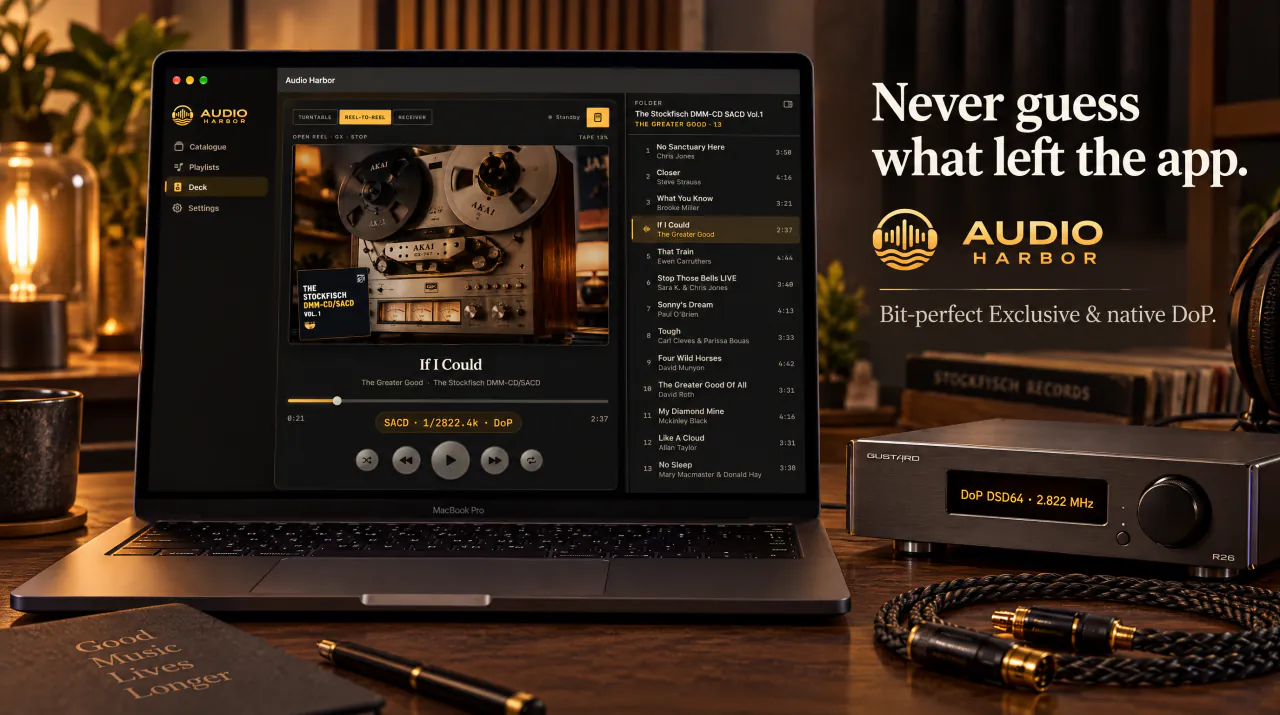 Audio Harbor
AUDIO
HARBOR
Catalogue
Playlists
Deck
Settings
TURNTABLE
REEL-TO-REEL
RECEIVER
Standby
OPEN REEL · GX · STOP
TAPE 13%
AKAI
AKAI
AKAI
GX-747
THE
STOCKFISCH
DMM-CD/SACD
VOL.1
If I Could
The Greater Good · The Stockfisch DMM-CD/SACD
0:21
2:37
SACD · 1/2822.4k · DoP
FOLDER
The Stockfisch DMM-CD SACD Vol.1
THE GREATER GOOD · 13
1 No Sanctuary Here 3:50
Chris Jones
2 Closer 4:16
Steve Strauss
3 What You Know 3:21
Brooke Miller
If I Could 2:37
The Greater Good
5 That Train 4:44
Ewen Carruthers
6 Stop Those Bells LIVE 3:40
Sara K. & Chris Jones
7 Sonny's Dream 4:13
Paul O'Brien
8 Tough 3:33
Carl Cleves & Parissa Bouas
9 Four Wild Horses 4:42
David Munyon
10 The Greater Good Of All 3:31
David Roth
11 My Diamond Mine 4:16
Mckinley Black
12 Like A Cloud 3:31
Allan Taylor
13 No Sleep 3:38
Mary Macmaster & Donald Hay
MacBook Pro
Never guess
what left the app.
AUDIO
HARBOR
Bit-perfect Exclusive & native DoP.
STOCKFISCH RECORDS
GUSTARD
DoP DSD64 · 2.822 MHz
R26
Good
Music
Lives
Longer